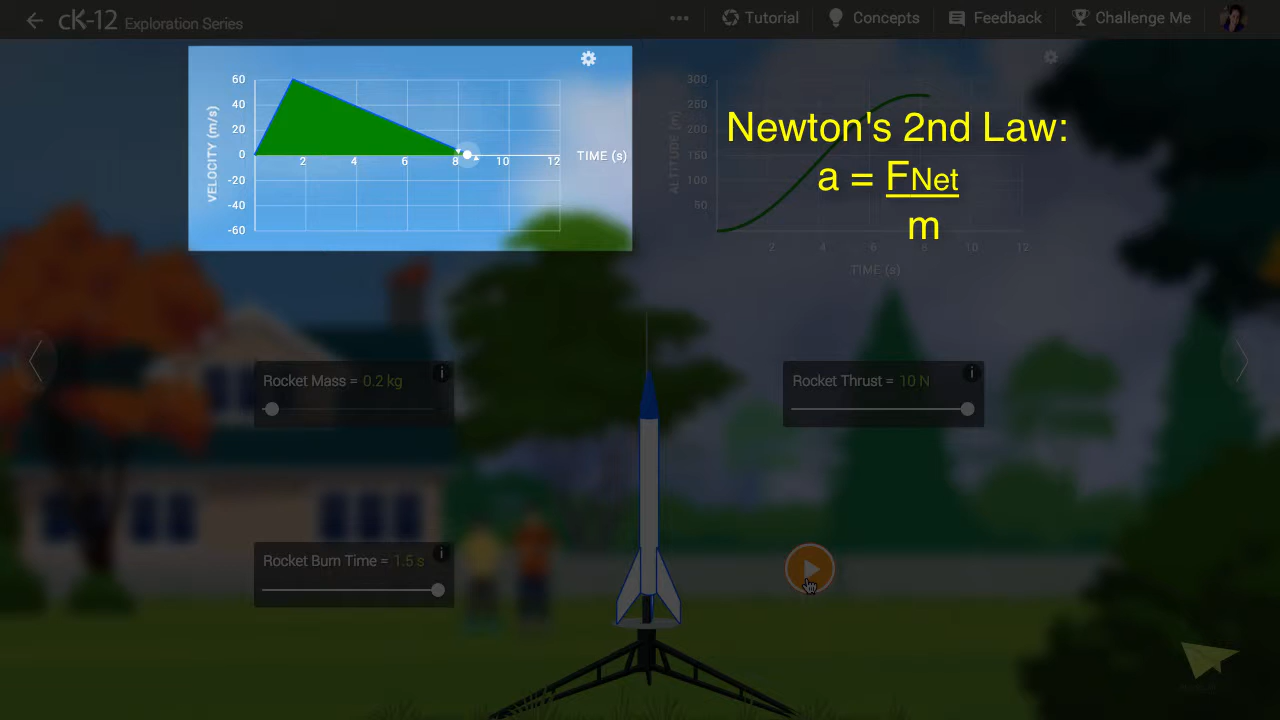 cK-12 Exploration Series
Tutorial
Concepts
Feedback
Challenge Me
60
40
20
0
-20
-40
-60
VELOCITY (m/s)
2 4 6 8 10 12
TIME (s)
300
250
200
150
100
50
ALTITUDE (m)
2 4 6 8 10 12
TIME (s)
Newton's 2nd Law:
a = FNet
m
Rocket Mass = 0.2 kg
i
Rocket Thrust = 10 N
i
Rocket Burn Time = 1.5 s
i